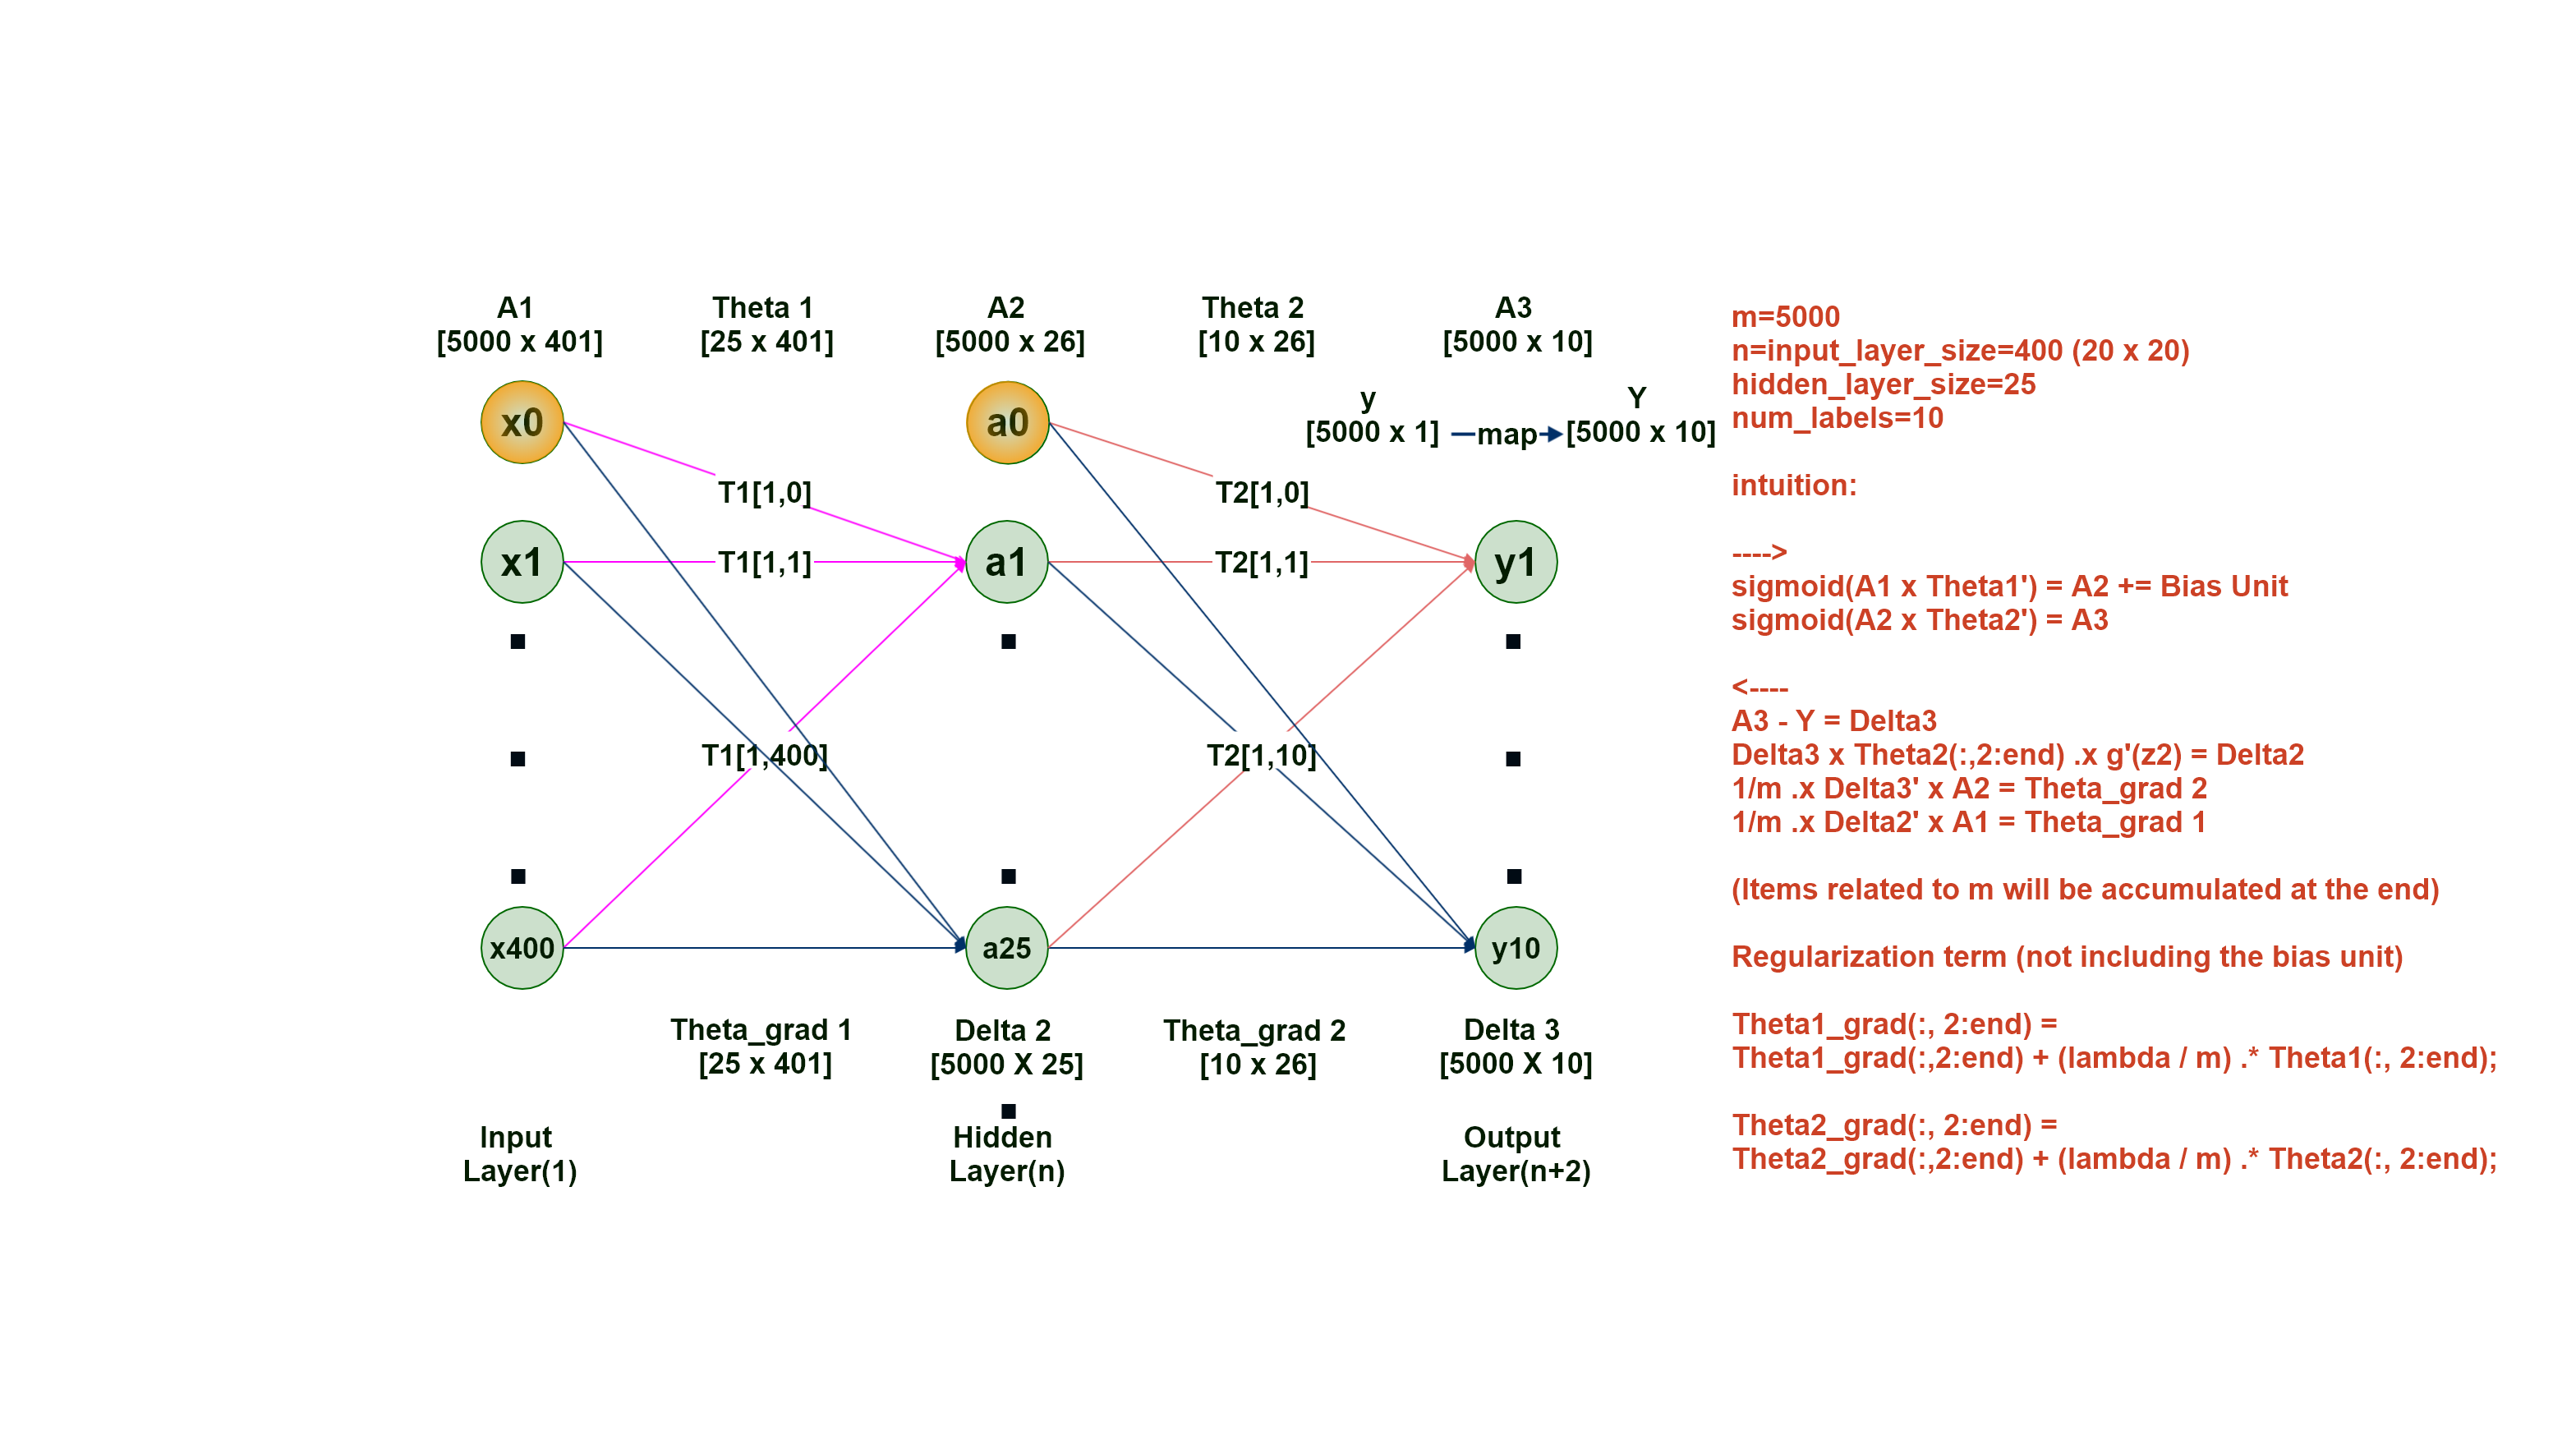 A1
[5000 x 401]
Theta 1
[25 x 401]
A2
[5000 x 26]
Theta 2
[10 x 26]
A3
[5000 x 10]
y
[5000 x 1]
map
Y
[5000 x 10]
x0
a0
T1[1,0]
T2[1,0]
x1
T1[1,1]
a1
T2[1,1]
y1
T1[1,400]
T2[1,10]
x400
a25
y10
Theta_grad 1
[25 x 401]
Delta 2
[5000 X 25]
Theta_grad 2
[10 x 26]
Delta 3
[5000 X 10]
Input
Layer(1)
Hidden
Layer(n)
Output
Layer(n+2)
m=5000
n=input_layer_size=400 (20 x 20)
hidden_layer_size=25
num_labels=10
intuition:
---->
sigmoid(A1 x Theta1') = A2 += Bias Unit
sigmoid(A2 x Theta2') = A3
<----
A3 - Y = Delta3
Delta3 x Theta2(:,2:end) .x g'(z2) = Delta2
1/m .x Delta3' x A2 = Theta_grad 2
1/m .x Delta2' x A1 = Theta_grad 1
(Items related to m will be accumulated at the end)
Regularization term (not including the bias unit)
Theta1_grad(:, 2:end) =
Theta1_grad(:,2:end) + (lambda / m) .* Theta1(:, 2:end);
Theta2_grad(:, 2:end) =
Theta2_grad(:,2:end) + (lambda / m) .* Theta2(:, 2:end);